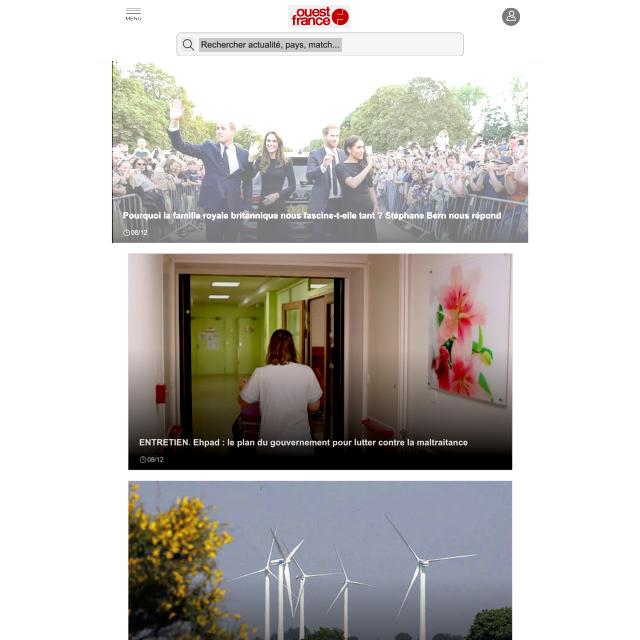 MENU
ouest
france
Rechercher actualité, pays, match...
Pourquoi la famille royale britannique nous fascine-t-elle tant ? Stéphane Bern nous répond
08/12
ENTRETIEN. Ehpad : le plan du gouvernement pour lutter contre la maltraitance
08/12